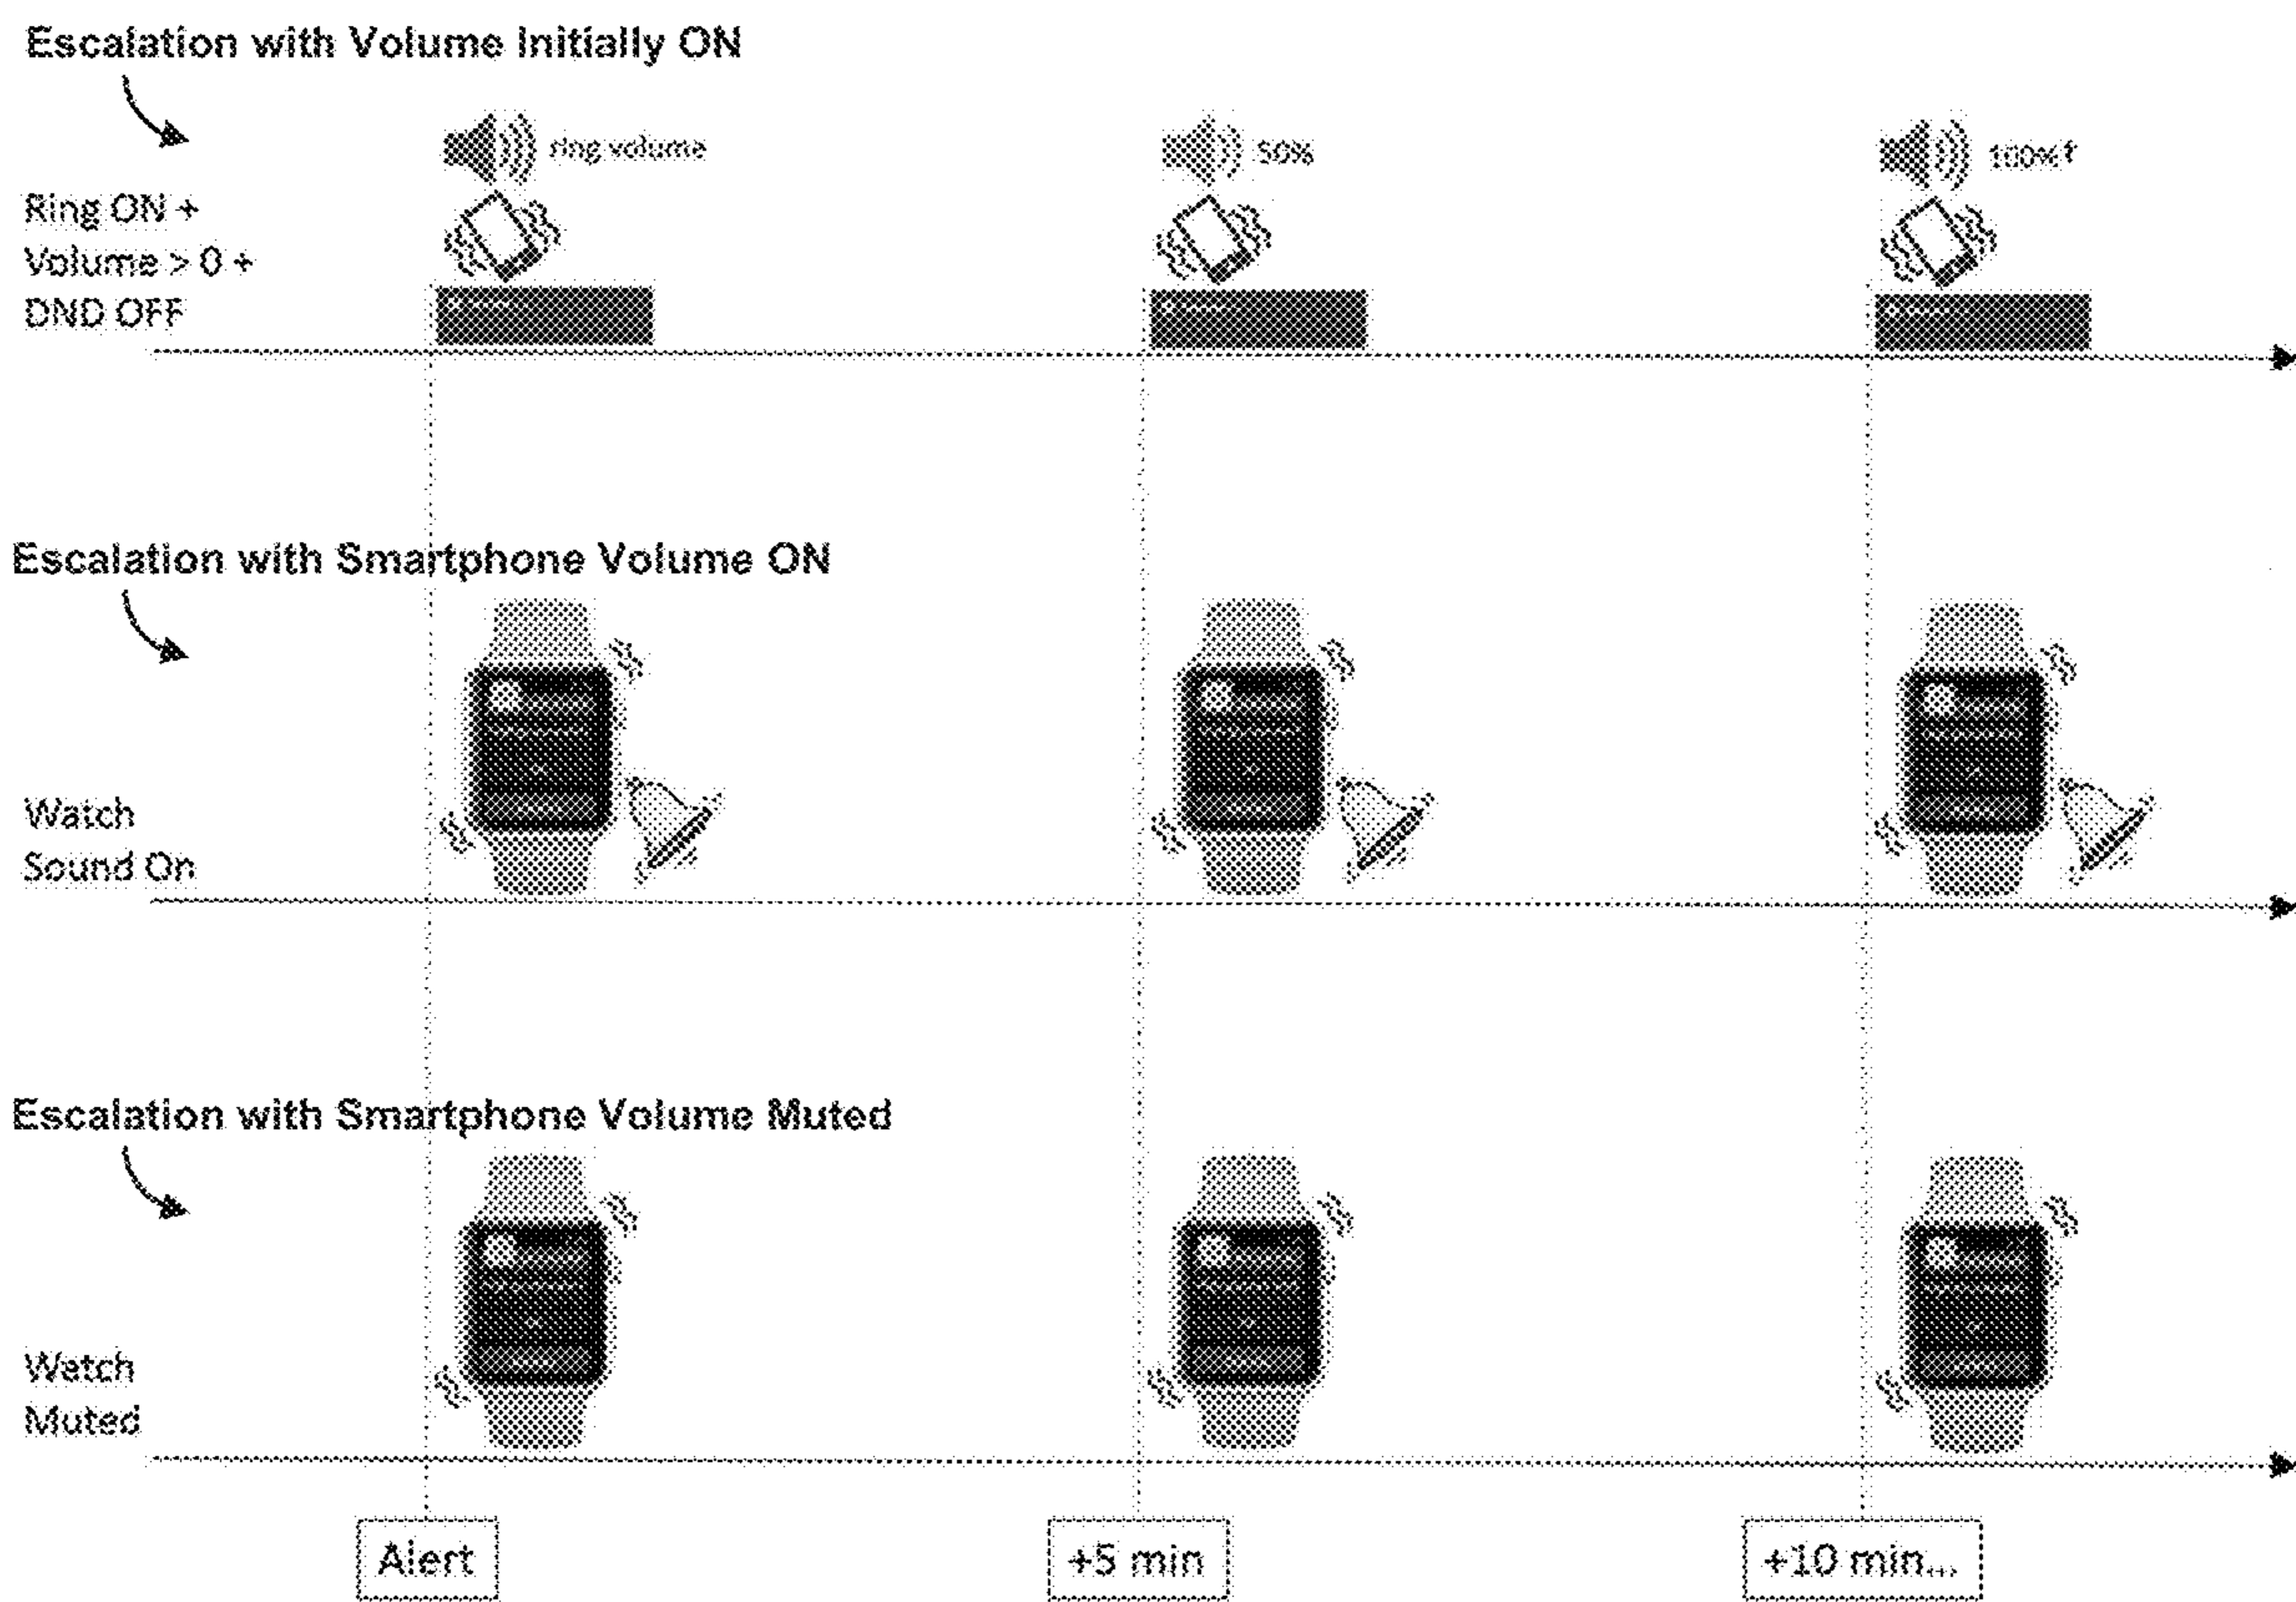 Escalation with Volume Initially ON
ring volume
50%
100%†
Ring ON +
Volume > 0 +
DND OFF
Escalation with Smartphone Volume ON
Watch
Sound On
Escalation with Smartphone Volume Muted
Watch
Muted
Alert
+5 min
+10 min...